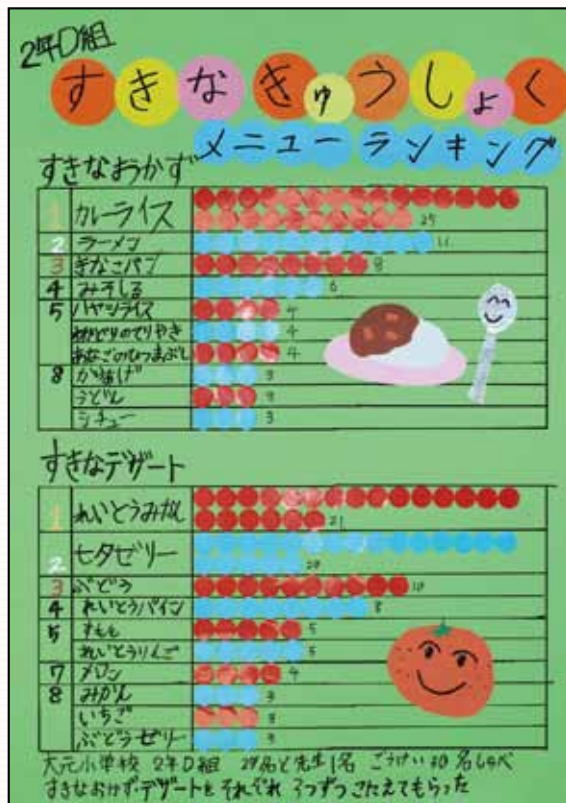 2年D組
すきなきゅうしょく
メニューランキング
すきなおかず
1 カレーライス 25
2 ラーメン 11
3 きなこパン 8
4 みそしる 6
5 ハヤシライス 4
わかどりのてりやき 4
あなごのひつまぶし 4
8 からあげ 3
うどん 3
シチュー 3
すきなデザート
1 れいとうみかん 21
2 七夕ゼリー 20
3 ぶどう 10
4 れいとうパイン 8
5 すもも 5
れいとうりんご 5
7 メロン 4
8 みかん 3
いちご 3
ぶどうゼリー 3
大元小学校 2年D組 名と先生1名 ごうけい30名しらべ
すきなおかず・デザートをそれぞれ 3つずつこたえてもらった